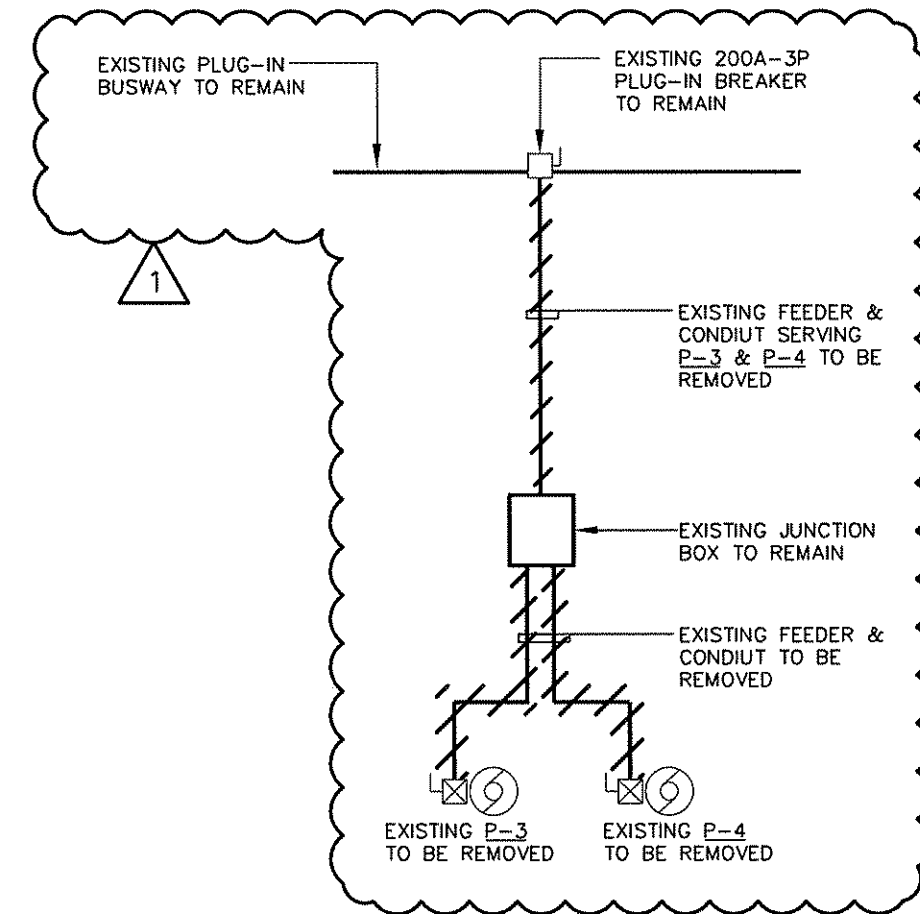 EXISTING PLUG-IN
BUSWAY TO REMAIN
EXISTING 200A-3P
PLUG-IN BREAKER
TO REMAIN
1
EXISTING FEEDER &
CONDIUT SERVING
P-3 & P-4 TO BE
REMOVED
EXISTING JUNCTION
BOX TO REMAIN
EXISTING FEEDER &
CONDIUT TO BE
REMOVED
EXISTING P-3
TO BE REMOVED
EXISTING P-4
TO BE REMOVED